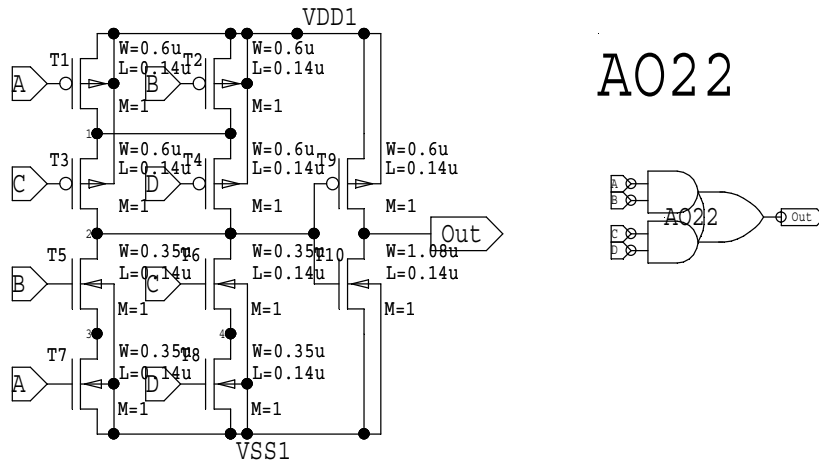 VDD1
A
T1
W=0.6u
L=0.14u
M=1
B
T2
W=0.6u
L=0.14u
M=1
1
C
T3
W=0.6u
L=0.14u
M=1
D
T4
W=0.6u
L=0.14u
M=1
T9
W=0.6u
L=0.14u
M=1
2
Out
B
T5
W=0.35u
L=0.14u
M=1
C
T6
W=0.35u
L=0.14u
M=1
T10
W=1.08u
L=0.14u
M=1
3
4
A
T7
W=0.35u
L=0.14u
M=1
D
T8
W=0.35u
L=0.14u
M=1
VSS1
AO22
A
B
C
D
AO22
Out